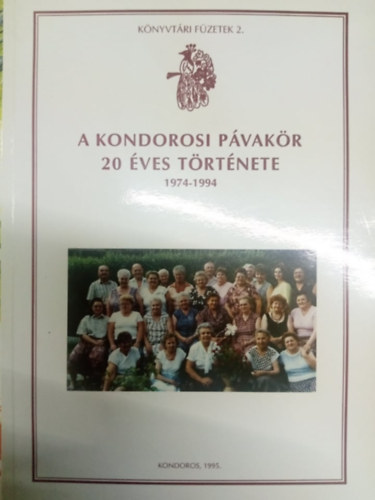 KÖNYVTÁRI FÜZETEK 2.
A KONDOROSI PÁVAKÖR
20 ÉVES TÖRTÉNETE
1974-1994
KONDOROS, 1995.